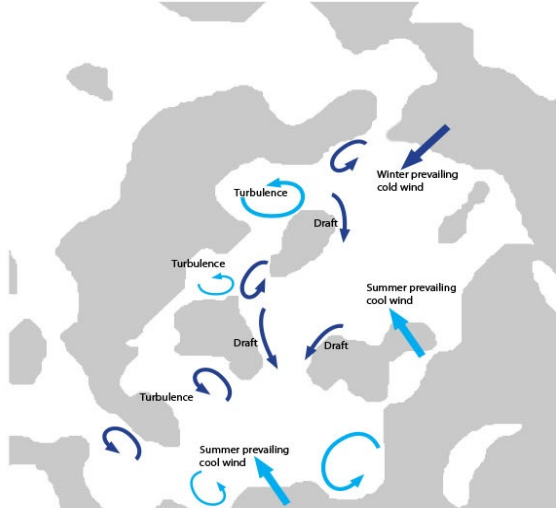 Winter prevailing
cold wind
Turbulence
Draft
Turbulence
Summer prevailing
cool wind
Draft
Draft
Turbulence
Summer prevailing
cool wind